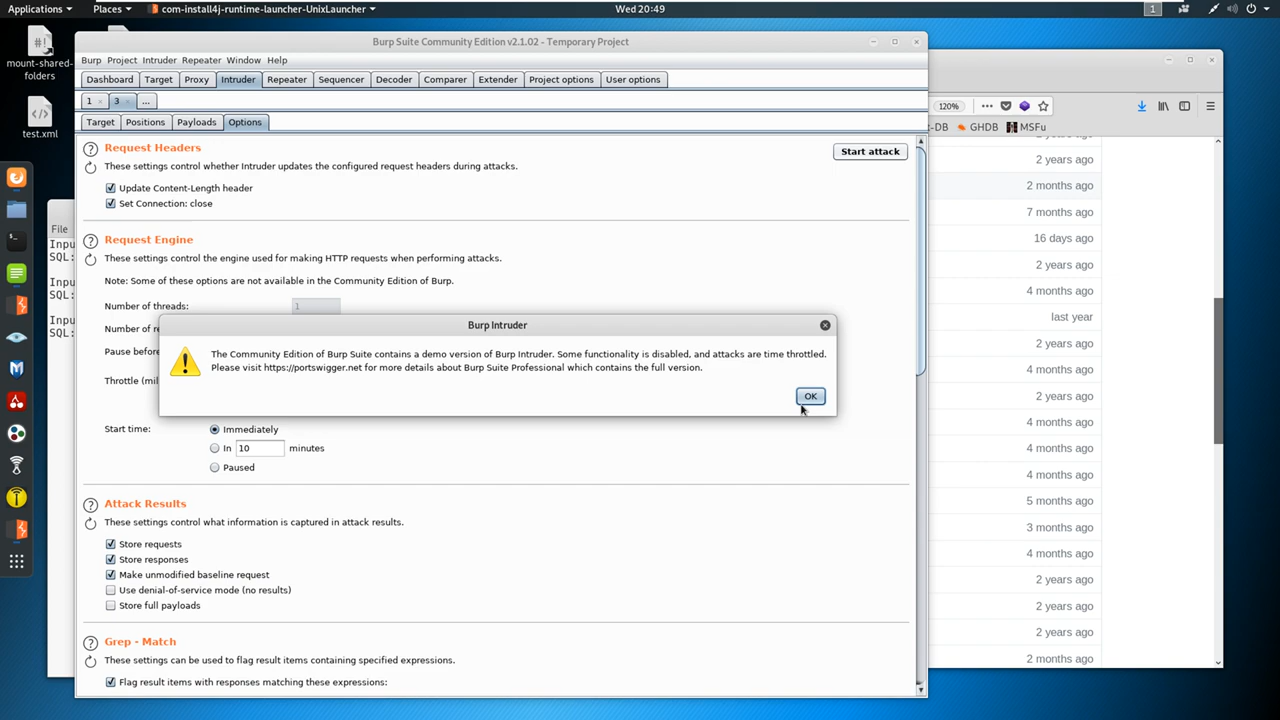 Applications
Places
com-install4j-runtime-launcher-UnixLauncher
Wed 20:49
1
mount-shared-
folders
test.xml
Burp Suite Community Edition v2.1.02 - Temporary Project
Burp Project Intruder Repeater Window Help
Dashboard Target Proxy Intruder Repeater Sequencer Decoder Comparer Extender Project options User options
1 × 3 × ...
Target Positions Payloads Options
Request Headers
These settings control whether Intruder updates the configured request headers during attacks.
Start attack
Update Content-Length header
Set Connection: close
Request Engine
These settings control the engine used for making HTTP requests when performing attacks.
Note: Some of these options are not available in the Community Edition of Burp.
Number of threads: 1
Number of re
Pause before
Throttle (mil
Burp Intruder
The Community Edition of Burp Suite contains a demo version of Burp Intruder. Some functionality is disabled, and attacks are time throttled.
Please visit https://portswigger.net for more details about Burp Suite Professional which contains the full version.
OK
Start time: Immediately
In 10 minutes
Paused
Attack Results
These settings control what information is captured in attack results.
Store requests
Store responses
Make unmodified baseline request
Use denial-of-service mode (no results)
Store full payloads
Grep - Match
These settings can be used to flag result items containing specified expressions.
Flag result items with responses matching these expressions:
File
Inpu
SQL:
Inpu
SQL:
Inpu
SQL:
120%
-DB GHDB MSFu
2 years ago
2 months ago
7 months ago
16 days ago
2 years ago
4 months ago
last year
4 months ago
2 years ago
4 months ago
4 months ago
4 months ago
5 months ago
3 months ago
4 months ago
2 years ago
2 years ago
2 years ago
2 months ago